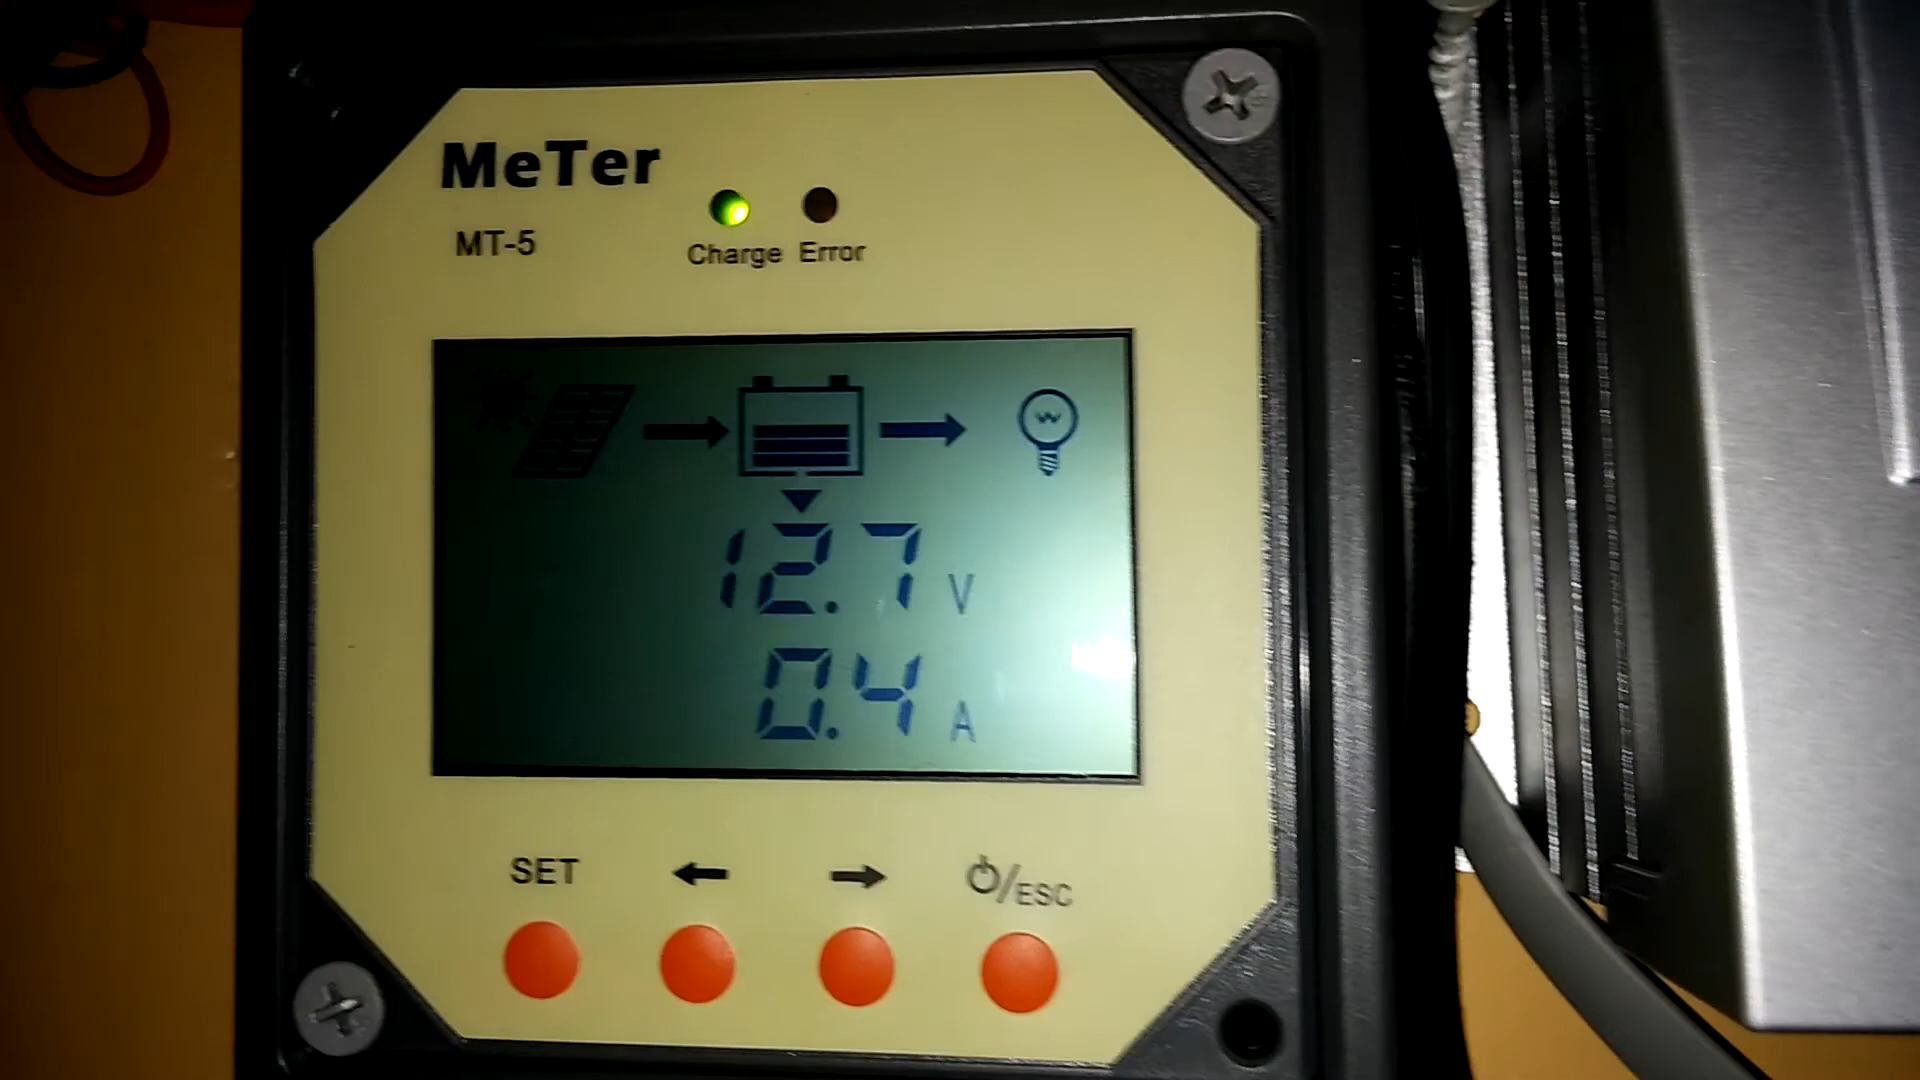 MeTer
MT-5
Charge Error
12.7 V
0.4 A
SET ← → ⏻/ESC